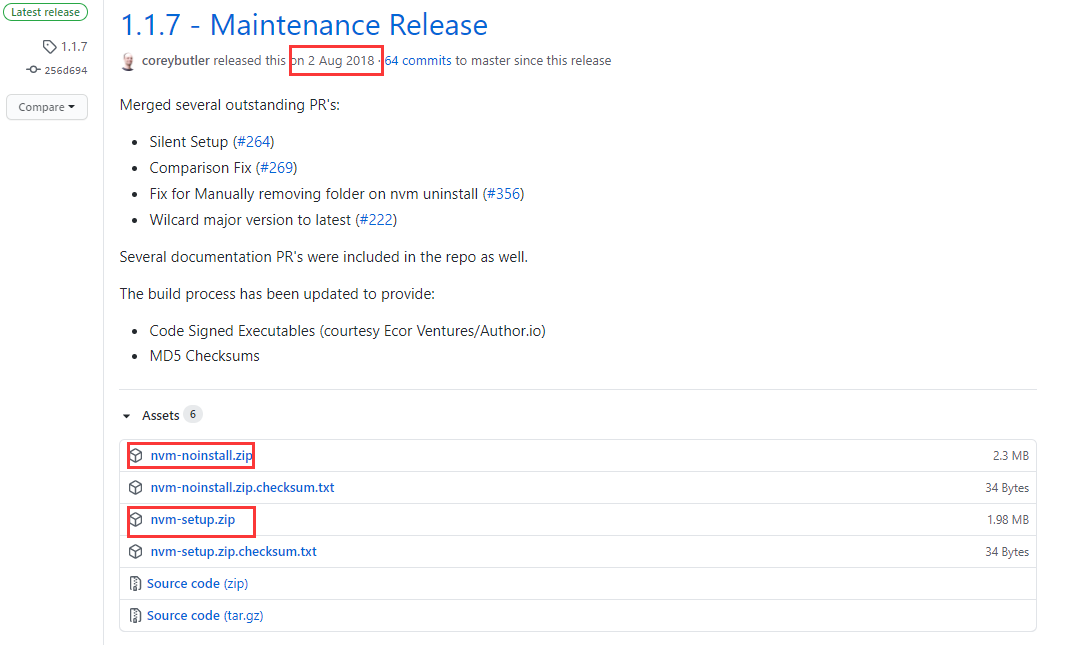 Latest release
1.1.7
256d694
Compare
1.1.7 - Maintenance Release
coreybutler released this on 2 Aug 2018 · 64 commits to master since this release
Merged several outstanding PR's:
Silent Setup (#264)
Comparison Fix (#269)
Fix for Manually removing folder on nvm uninstall (#356)
Wilcard major version to latest (#222)
Several documentation PR's were included in the repo as well.
The build process has been updated to provide:
Code Signed Executables (courtesy Ecor Ventures/Author.io)
MD5 Checksums
Assets 6
nvm-noinstall.zip 2.3 MB
nvm-noinstall.zip.checksum.txt 34 Bytes
nvm-setup.zip 1.98 MB
nvm-setup.zip.checksum.txt 34 Bytes
Source code (zip)
Source code (tar.gz)